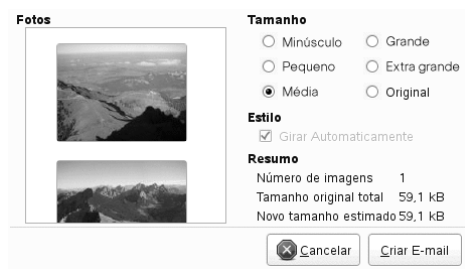 Fotos
Tamanho
Minúsculo
Grande
Pequeno
Extra grande
Média
Original
Estilo
Girar Automaticamente
Resumo
Número de imagens 1
Tamanho original total 59,1 kB
Novo tamanho estimado 59,1 kB
Cancelar
Criar E-mail